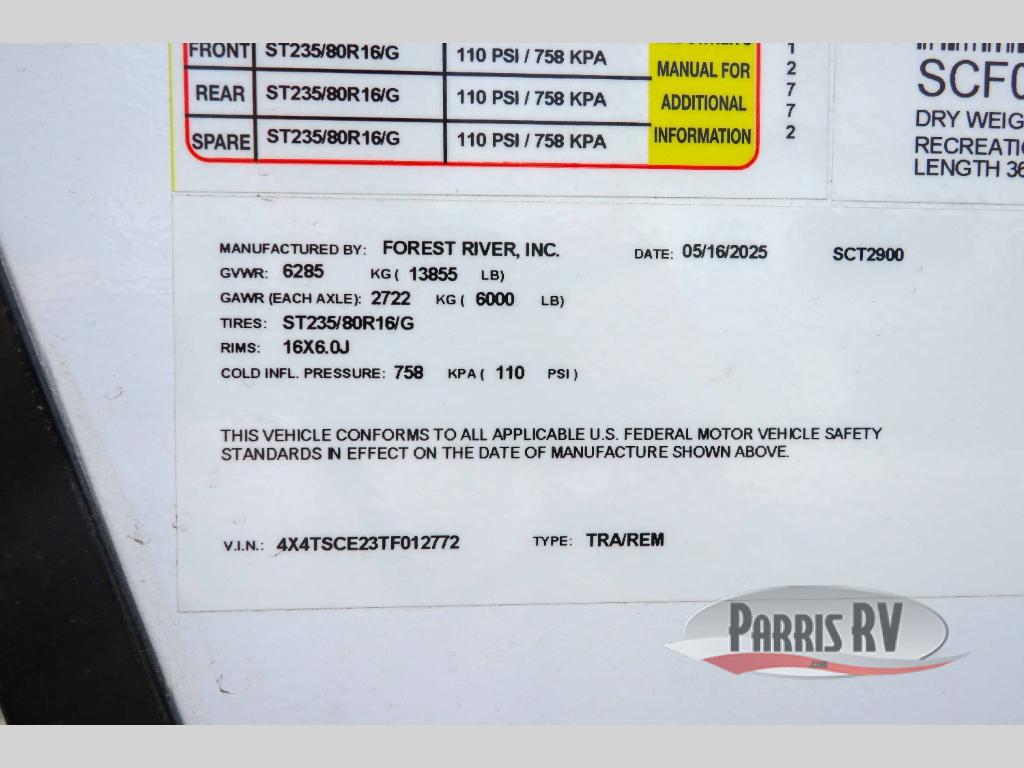 FRONT ST235/80R16/G 110 PSI / 758 KPA
MANUAL FOR
REAR ST235/80R16/G 110 PSI / 758 KPA ADDITIONAL
SPARE ST235/80R16/G 110 PSI / 758 KPA INFORMATION
1
2
7
7
2
SCF0
DRY WEIG
RECREATIO
LENGTH 36
MANUFACTURED BY: FOREST RIVER, INC. DATE: 05/16/2025 SCT2900
GVWR: 6285 KG ( 13855 LB)
GAWR (EACH AXLE): 2722 KG ( 6000 LB)
TIRES: ST235/80R16/G
RIMS: 16X6.0J
COLD INFL. PRESSURE: 758 KPA ( 110 PSI )
THIS VEHICLE CONFORMS TO ALL APPLICABLE U.S. FEDERAL MOTOR VEHICLE SAFETY
STANDARDS IN EFFECT ON THE DATE OF MANUFACTURE SHOWN ABOVE.
V.I.N.: 4X4TSCE23TF012772 TYPE: TRA/REM
PARRIS RV
.com